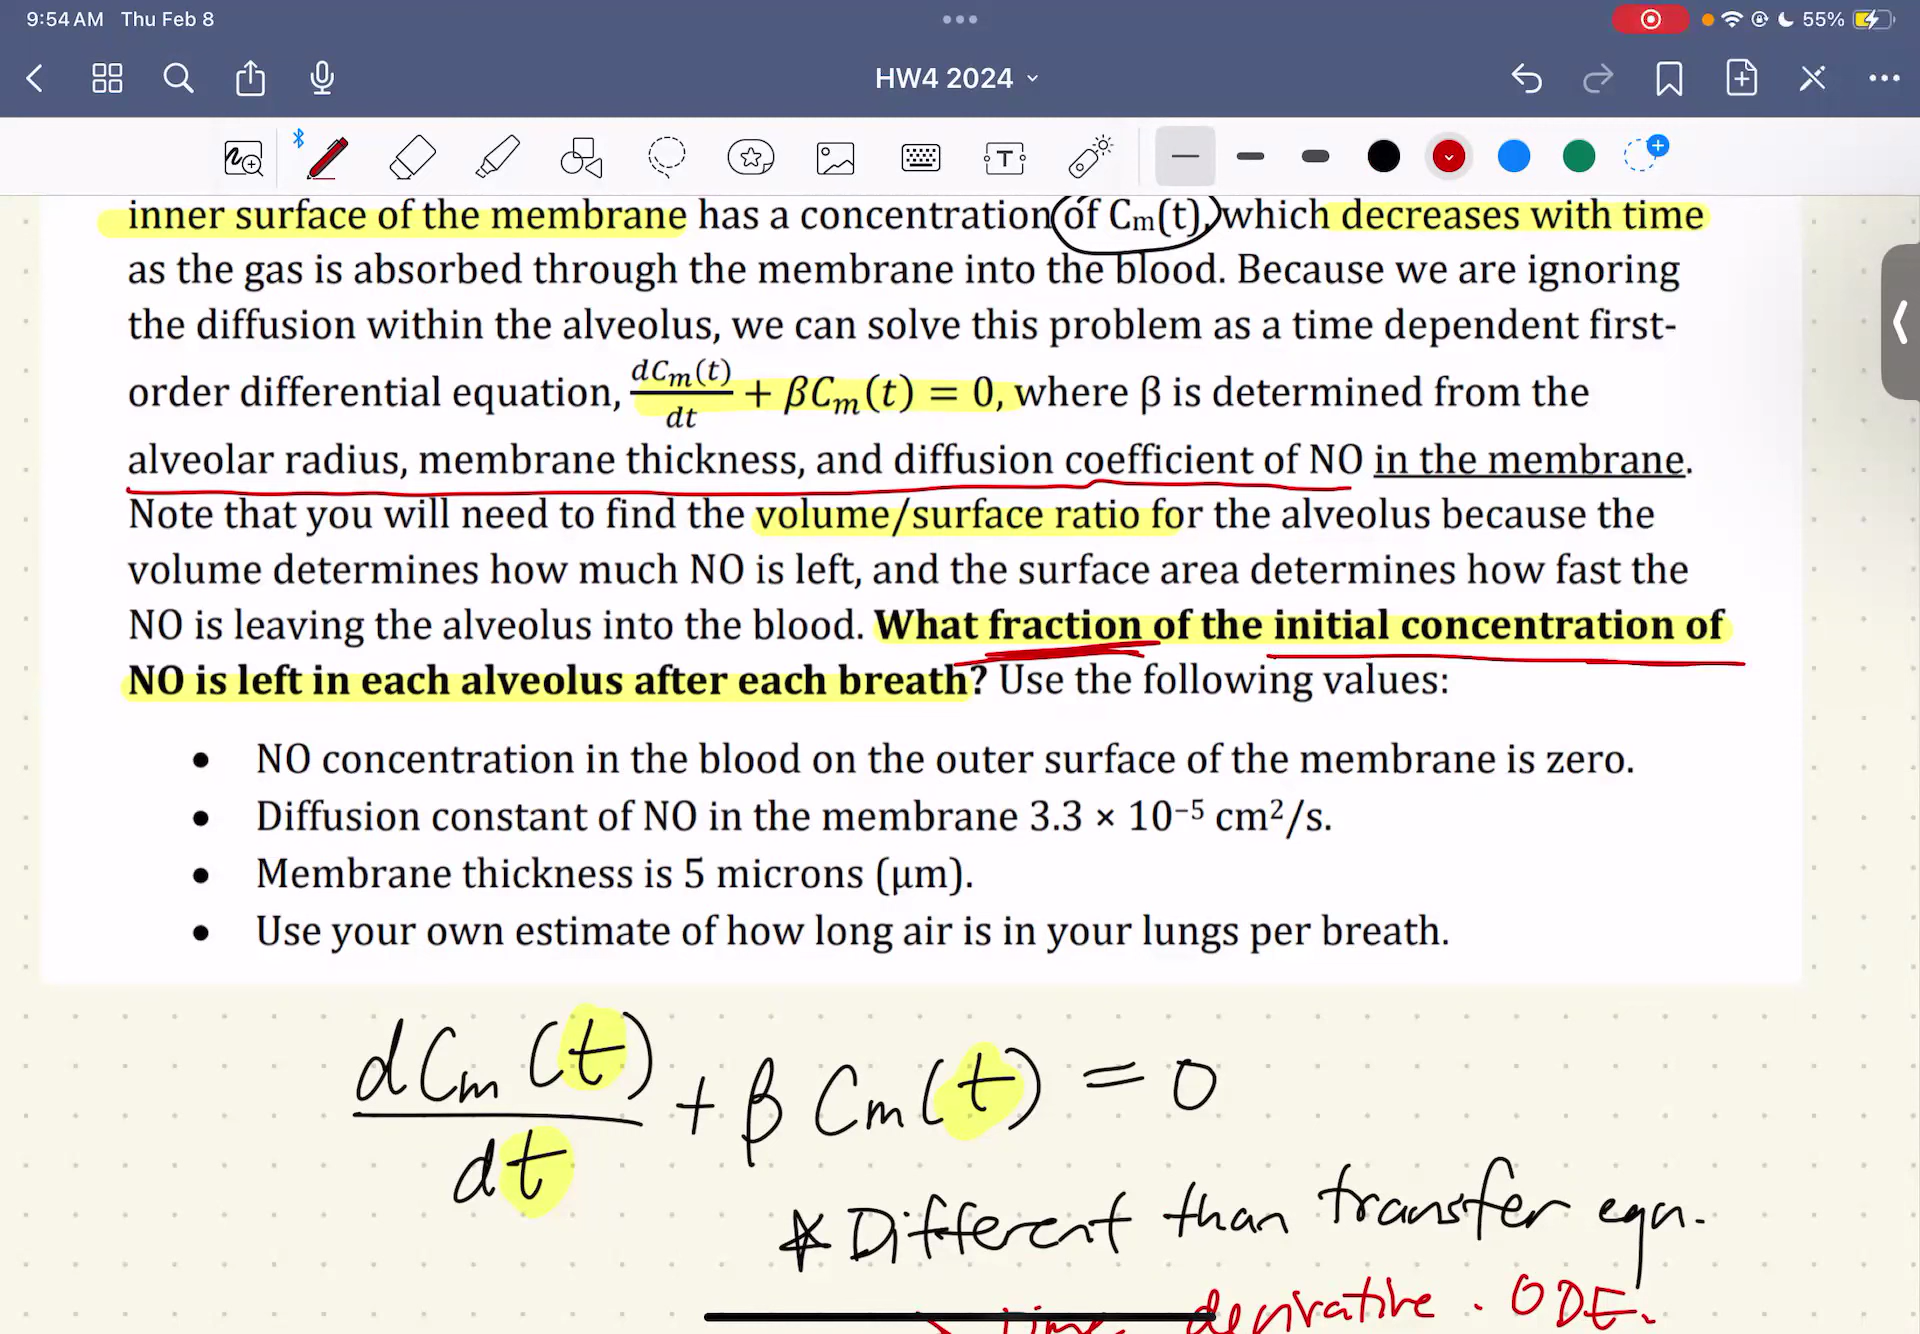 9:54 AM Thu Feb 8
55%
HW4 2024
inner surface of the membrane has a concentration of Cₘ(t), which decreases with time
as the gas is absorbed through the membrane into the blood. Because we are ignoring
the diffusion within the alveolus, we can solve this problem as a time dependent first-
order differential equation, dCₘ(t)/dt + βCₘ(t) = 0, where β is determined from the
alveolar radius, membrane thickness, and diffusion coefficient of NO in the membrane.
Note that you will need to find the volume/surface ratio for the alveolus because the
volume determines how much NO is left, and the surface area determines how fast the
NO is leaving the alveolus into the blood. What fraction of the initial concentration of
NO is left in each alveolus after each breath? Use the following values:
• NO concentration in the blood on the outer surface of the membrane is zero.
• Diffusion constant of NO in the membrane 3.3 × 10⁻⁵ cm²/s.
• Membrane thickness is 5 microns (μm).
• Use your own estimate of how long air is in your lungs per breath.
dCₘ(t)/dt + β Cₘ(t) = 0
* Different than transfer eqn.
time derivative. ODE.